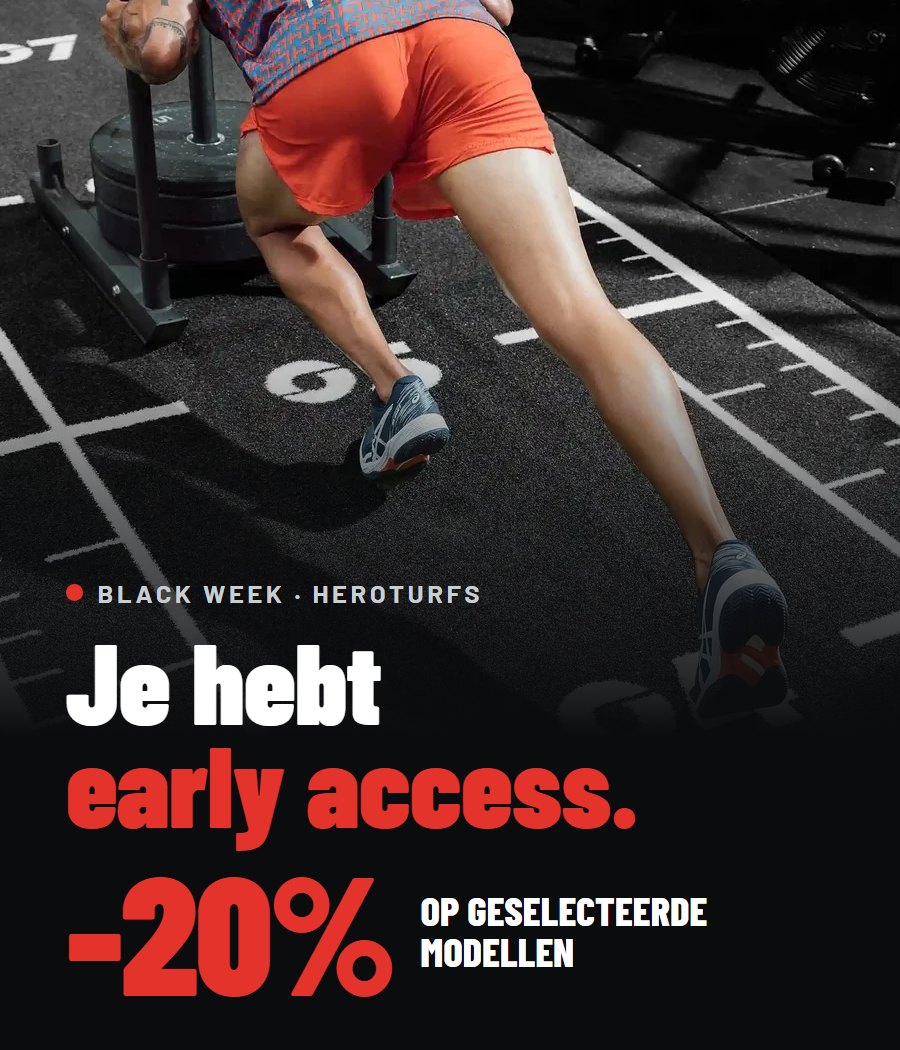 BLACK WEEK · HEROTURFS
Je hebt
early access.
-20%
OP GESELECTEERDE
MODELLEN